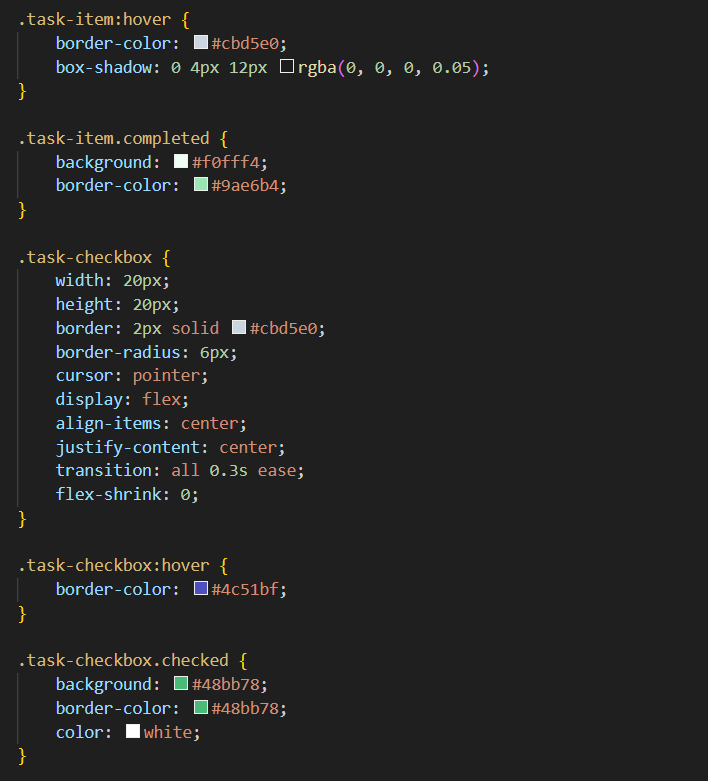 .task-item:hover {
    border-color: #cbd5e0;
    box-shadow: 0 4px 12px rgba(0, 0, 0, 0.05);
}

.task-item.completed {
    background: #f0fff4;
    border-color: #9ae6b4;
}

.task-checkbox {
    width: 20px;
    height: 20px;
    border: 2px solid #cbd5e0;
    border-radius: 6px;
    cursor: pointer;
    display: flex;
    align-items: center;
    justify-content: center;
    transition: all 0.3s ease;
    flex-shrink: 0;
}

.task-checkbox:hover {
    border-color: #4c51bf;
}

.task-checkbox.checked {
    background: #48bb78;
    border-color: #48bb78;
    color: white;
}